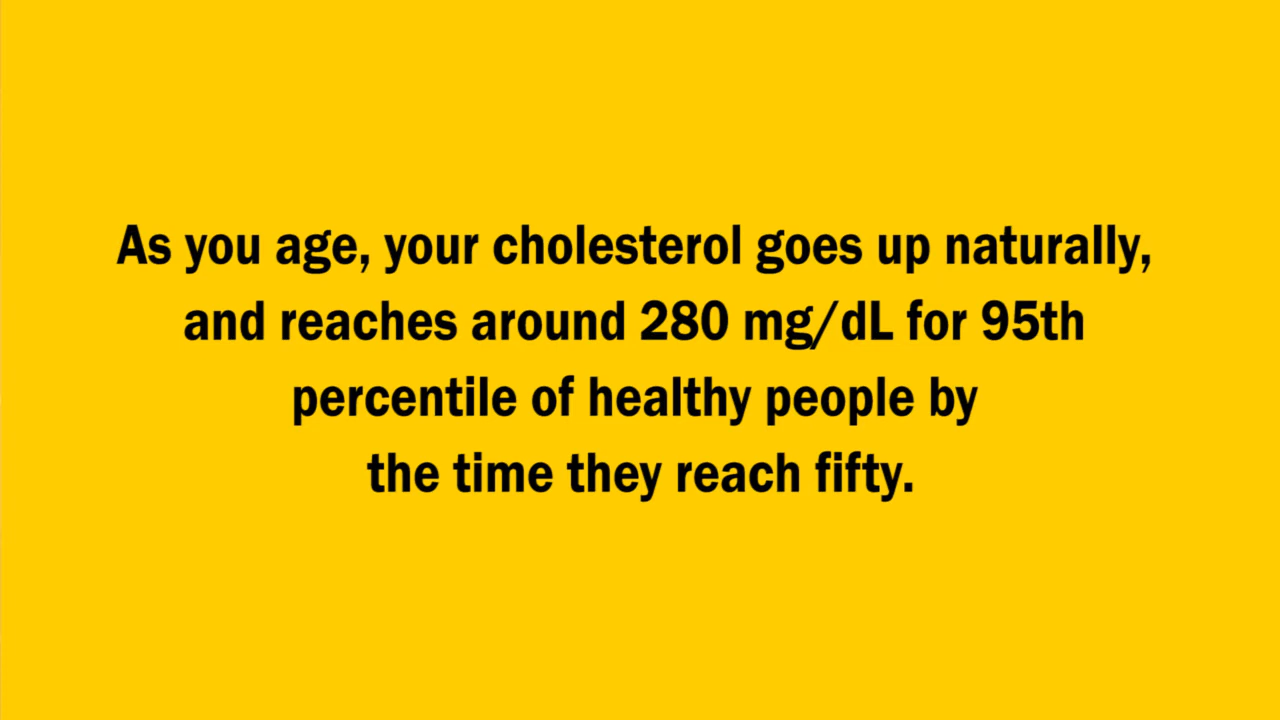 As you age, your cholesterol goes up naturally,
and reaches around 280 mg/dL for 95th
percentile of healthy people by
the time they reach fifty.